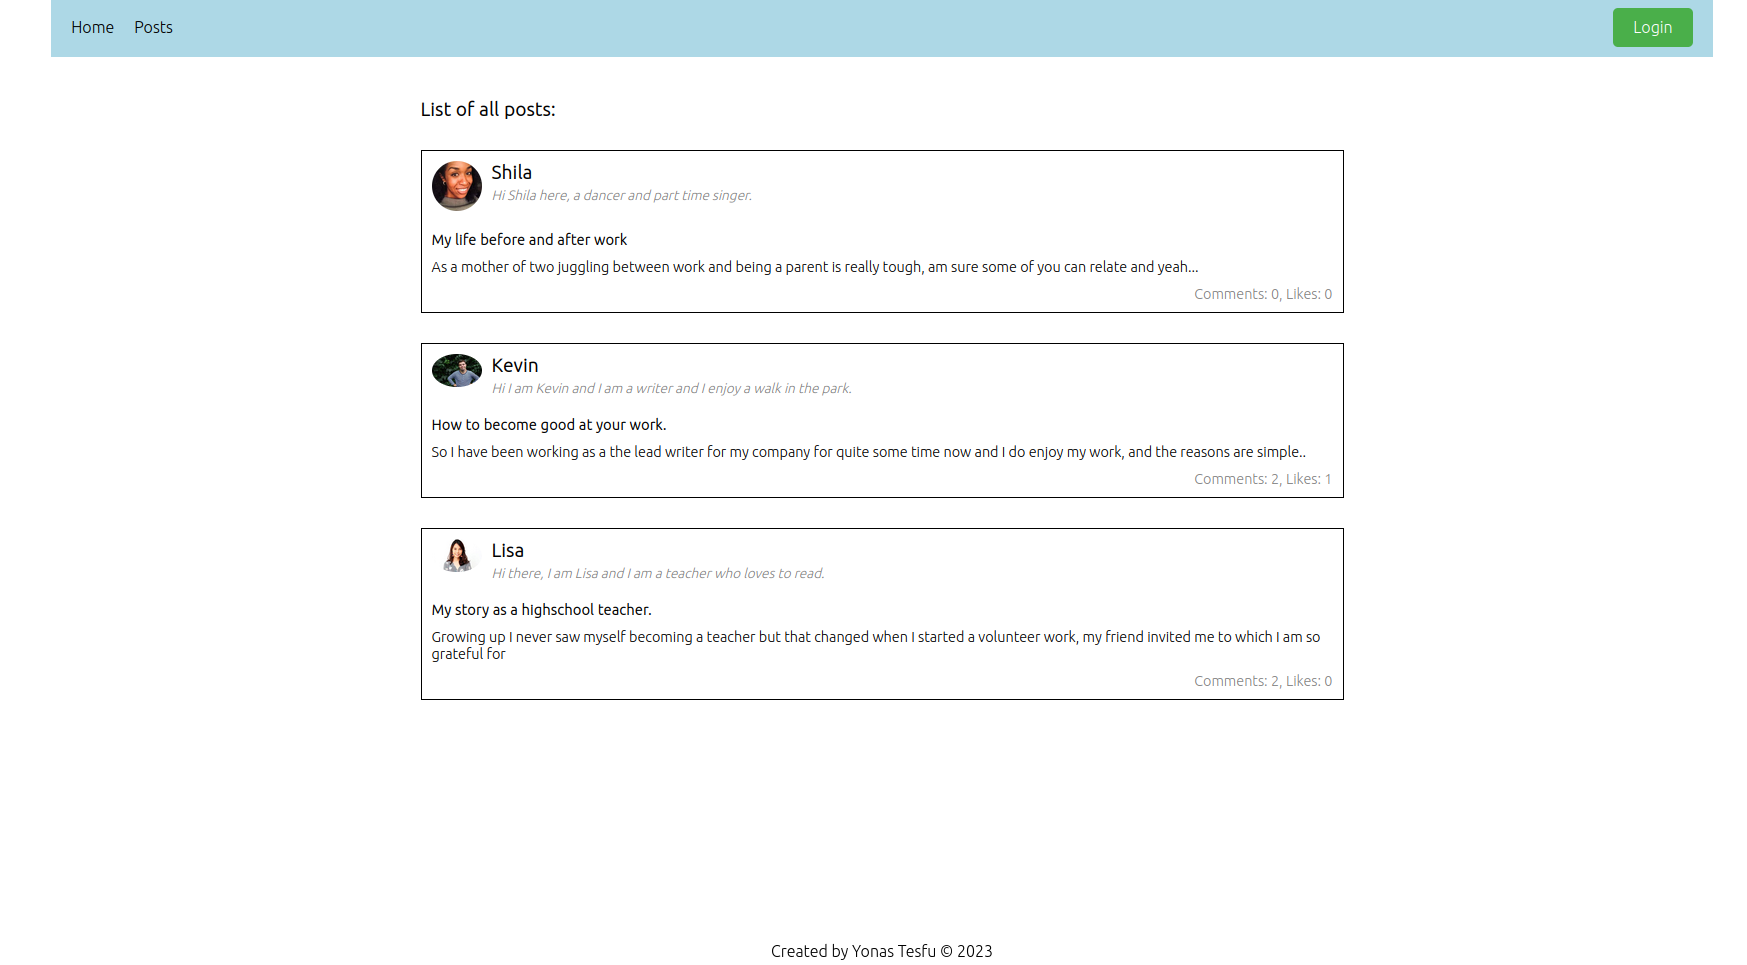 Home Posts Login
List of all posts:
Shila
Hi Shila here, a dancer and part time singer.
My life before and after work
As a mother of two juggling between work and being a parent is really tough, am sure some of you can relate and yeah...
Comments: 0, Likes: 0
Kevin
Hi I am Kevin and I am a writer and I enjoy a walk in the park.
How to become good at your work.
So I have been working as a the lead writer for my company for quite some time now and I do enjoy my work, and the reasons are simple..
Comments: 2, Likes: 1
Lisa
Hi there, I am Lisa and I am a teacher who loves to read.
My story as a highschool teacher.
Growing up I never saw myself becoming a teacher but that changed when I started a volunteer work, my friend invited me to which I am so
grateful for
Comments: 2, Likes: 0
Created by Yonas Tesfu © 2023